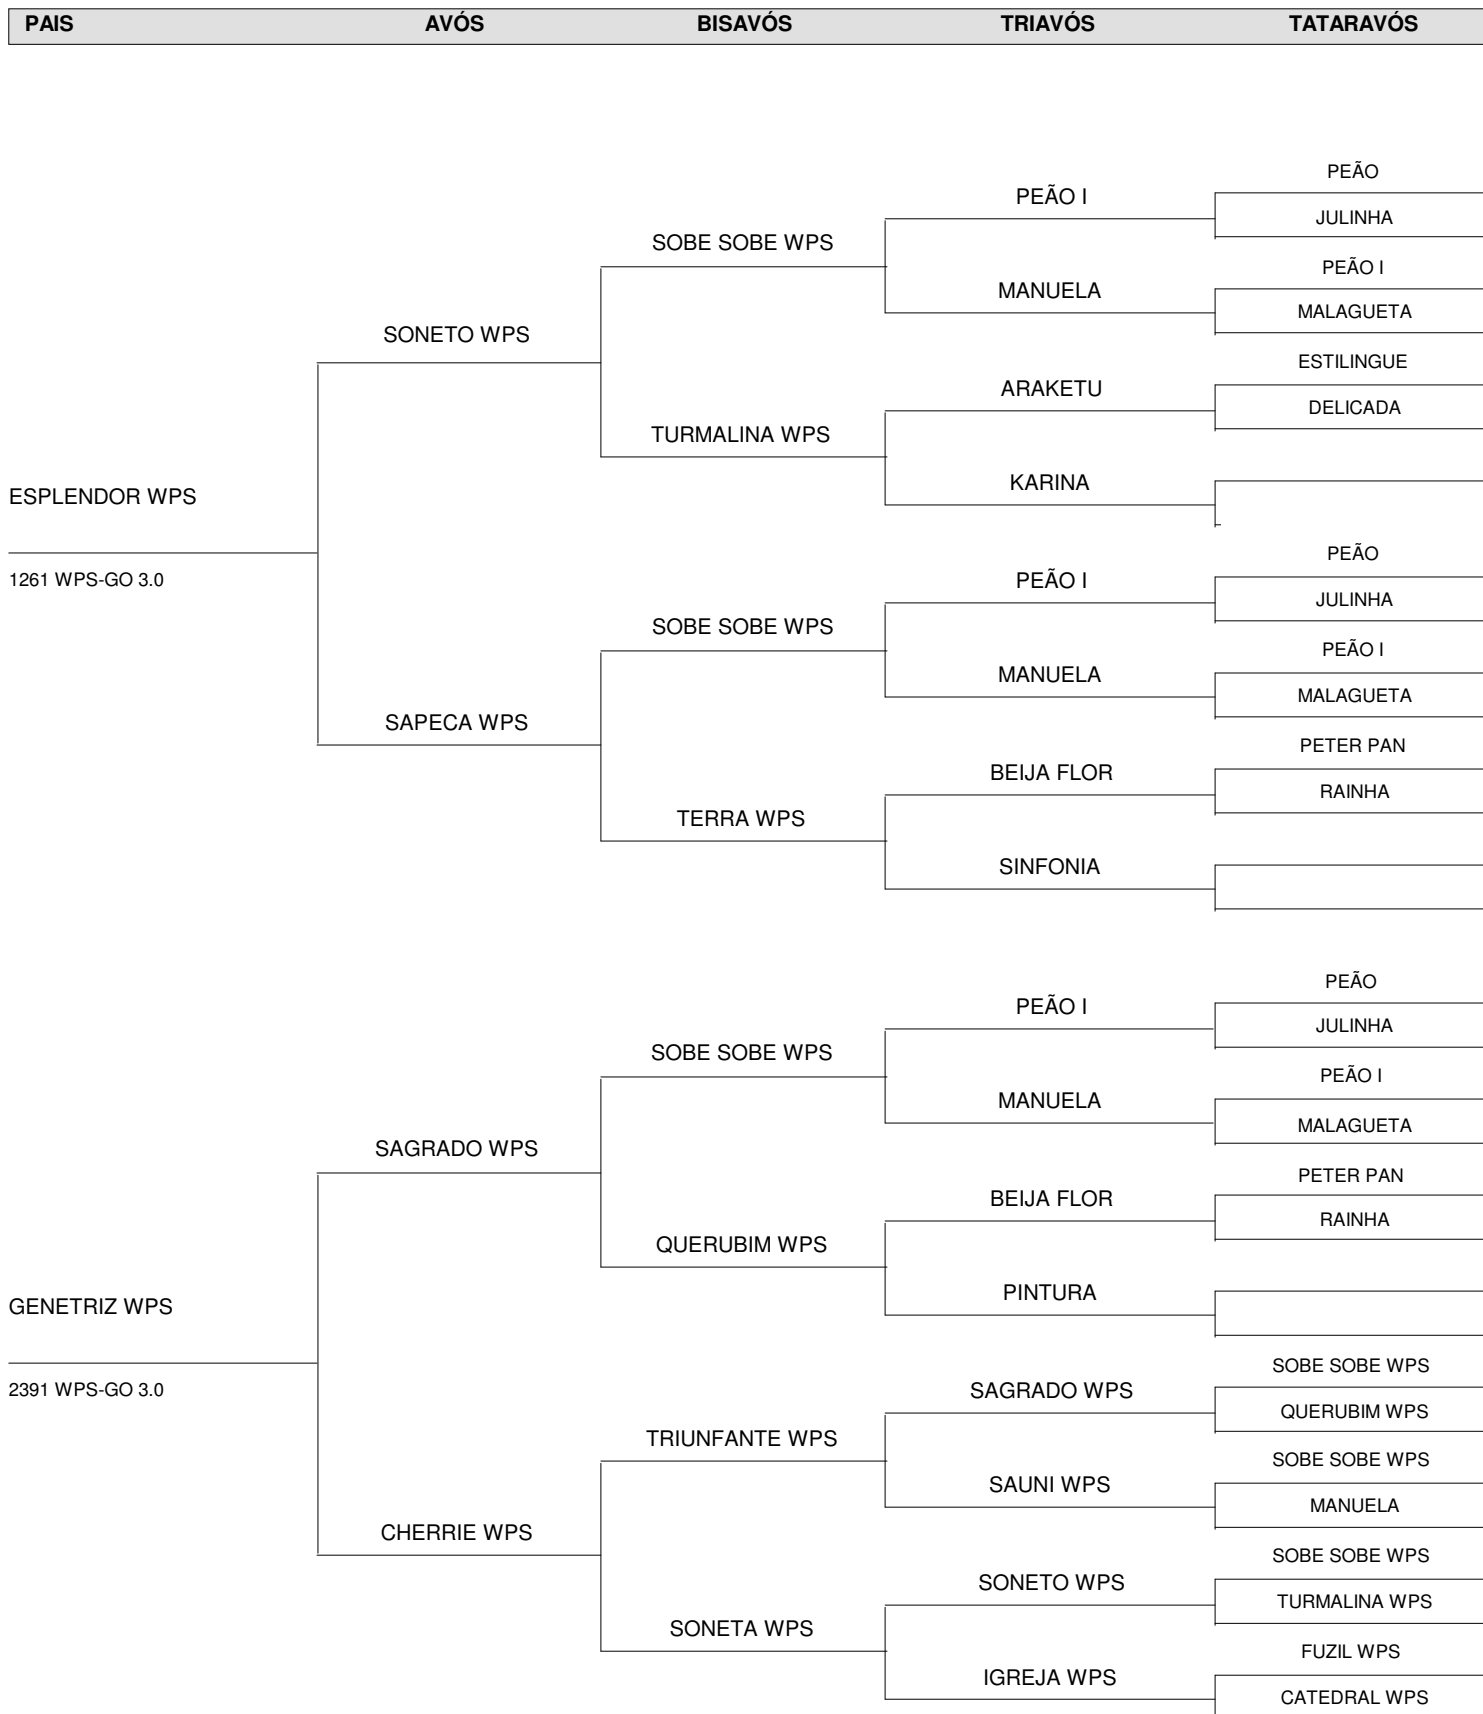 PAIS AVÓS BISAVÓS TRIAVÓS TATARAVÓS
PEÃO
PEÃO I
JULINHA
SOBE SOBE WPS
PEÃO I
MANUELA
MALAGUETA
SONETO WPS
ESTILINGUE
ARAKETU
DELICADA
TURMALINA WPS
KARINA
ESPLENDOR WPS
PEÃO
1261 WPS-GO 3.0
PEÃO I
JULINHA
SOBE SOBE WPS
PEÃO I
MANUELA
MALAGUETA
SAPECA WPS
PETER PAN
BEIJA FLOR
RAINHA
TERRA WPS
SINFONIA
PEÃO
PEÃO I
JULINHA
SOBE SOBE WPS
PEÃO I
MANUELA
MALAGUETA
SAGRADO WPS
PETER PAN
BEIJA FLOR
RAINHA
QUERUBIM WPS
PINTURA
GENETRIZ WPS
SOBE SOBE WPS
2391 WPS-GO 3.0
SAGRADO WPS
QUERUBIM WPS
TRIUNFANTE WPS
SOBE SOBE WPS
SAUNI WPS
MANUELA
CHERRIE WPS
SOBE SOBE WPS
SONETO WPS
TURMALINA WPS
SONETA WPS
FUZIL WPS
IGREJA WPS
CATEDRAL WPS